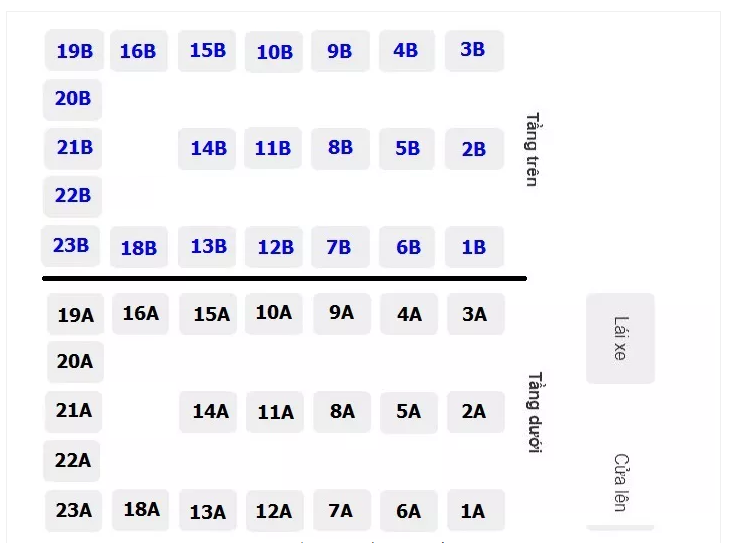 19B 16B 15B 10B 9B 4B 3B
20B
21B 14B 11B 8B 5B 2B
22B
23B 18B 13B 12B 7B 6B 1B
Tầng trên
19A 16A 15A 10A 9A 4A 3A
20A
21A 14A 11A 8A 5A 2A
22A
23A 18A 13A 12A 7A 6A 1A
Tầng dưới
Lái xe
Cửa lên